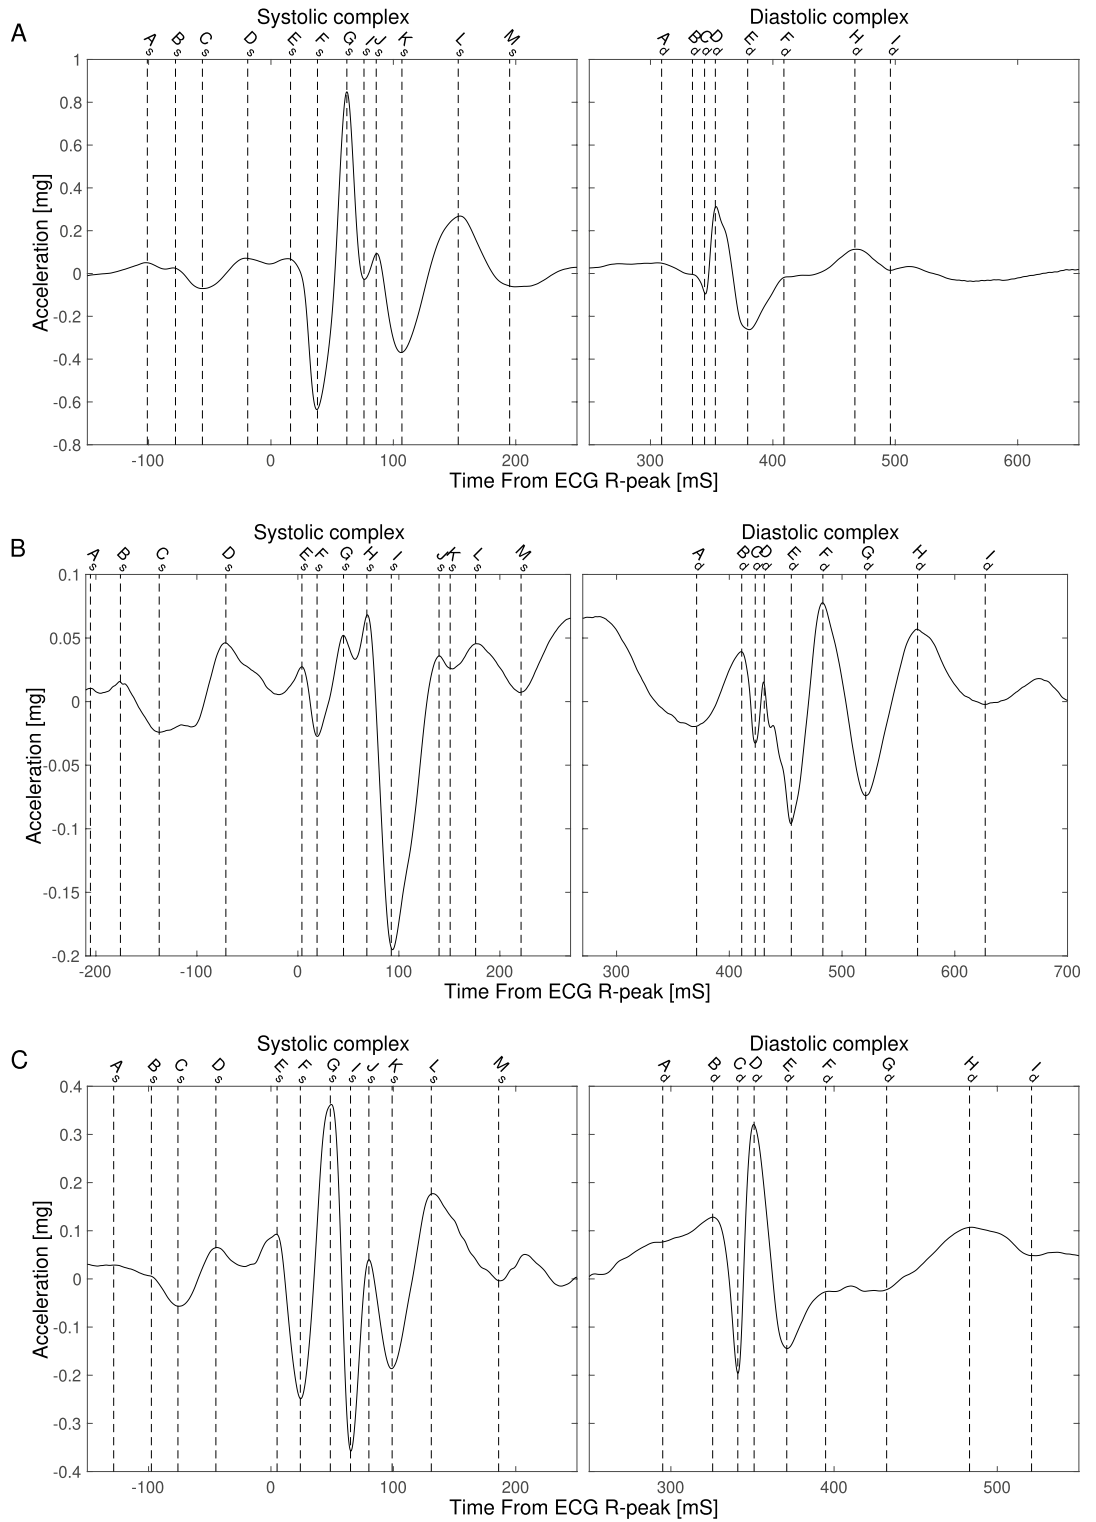 A
Systolic complex
Diastolic complex
As Bs Cs Ds Es Fs Gs Is Js Ks Ls Ms
Ad Bd Cd Dd Ed Fd Hd Id
Acceleration [mg]
1
0.8
0.6
0.4
0.2
0
-0.2
-0.4
-0.6
-0.8
-100 0 100 200
300 400 500 600
Time From ECG R-peak [mS]
B
Systolic complex
Diastolic complex
As Bs Cs Ds Es Fs Gs Hs Is Js Ks Ls Ms
Ad Bd Cd Dd Ed Fd Gd Hd Id
Acceleration [mg]
0.1
0.05
0
-0.05
-0.1
-0.15
-0.2
-200 -100 0 100 200
300 400 500 600 700
Time From ECG R-peak [mS]
C
Systolic complex
Diastolic complex
As Bs Cs Ds Es Fs Gs Is Js Ks Ls Ms
Ad Bd Cd Dd Ed Fd Gd Hd Id
Acceleration [mg]
0.4
0.3
0.2
0.1
0
-0.1
-0.2
-0.3
-0.4
-100 0 100 200
300 400 500
Time From ECG R-peak [mS]